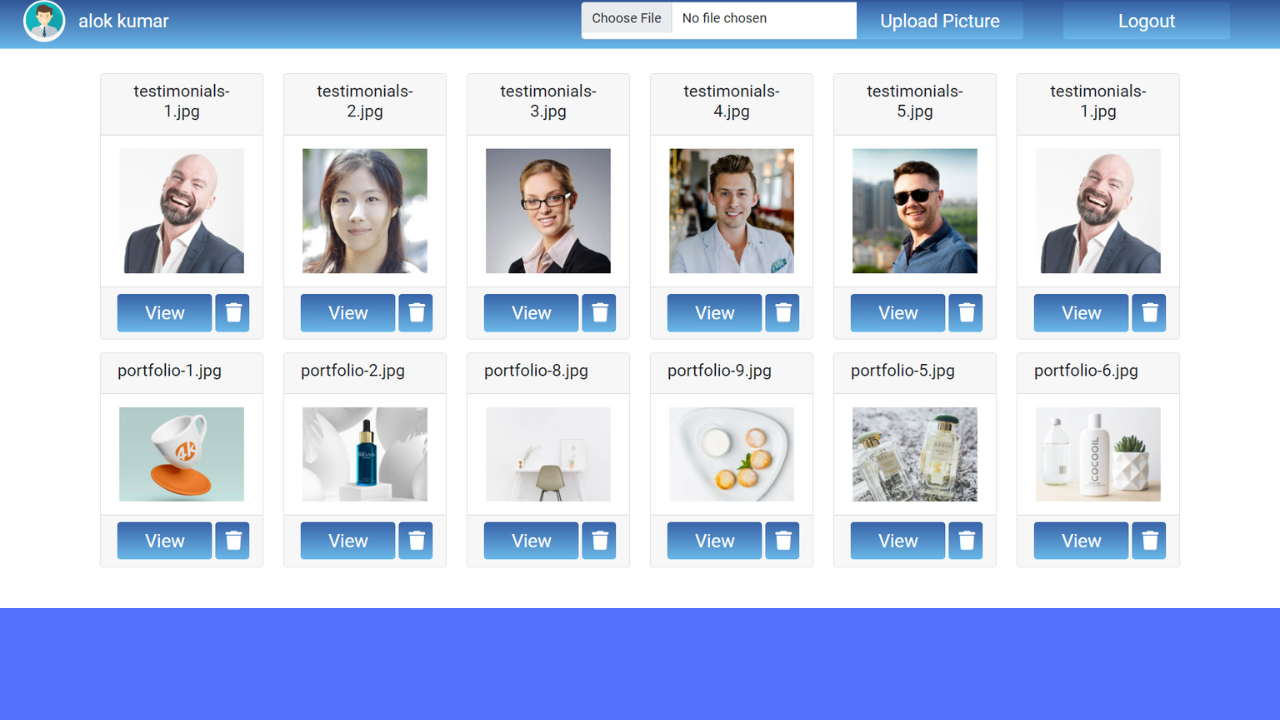 alok kumar
Choose File No file chosen
Upload Picture
Logout
testimonials-
1.jpg
testimonials-
2.jpg
testimonials-
3.jpg
testimonials-
4.jpg
testimonials-
5.jpg
testimonials-
1.jpg
View
View
View
View
View
View
portfolio-1.jpg
portfolio-2.jpg
portfolio-8.jpg
portfolio-9.jpg
portfolio-5.jpg
portfolio-6.jpg
COCOOIL
View
View
View
View
View
View